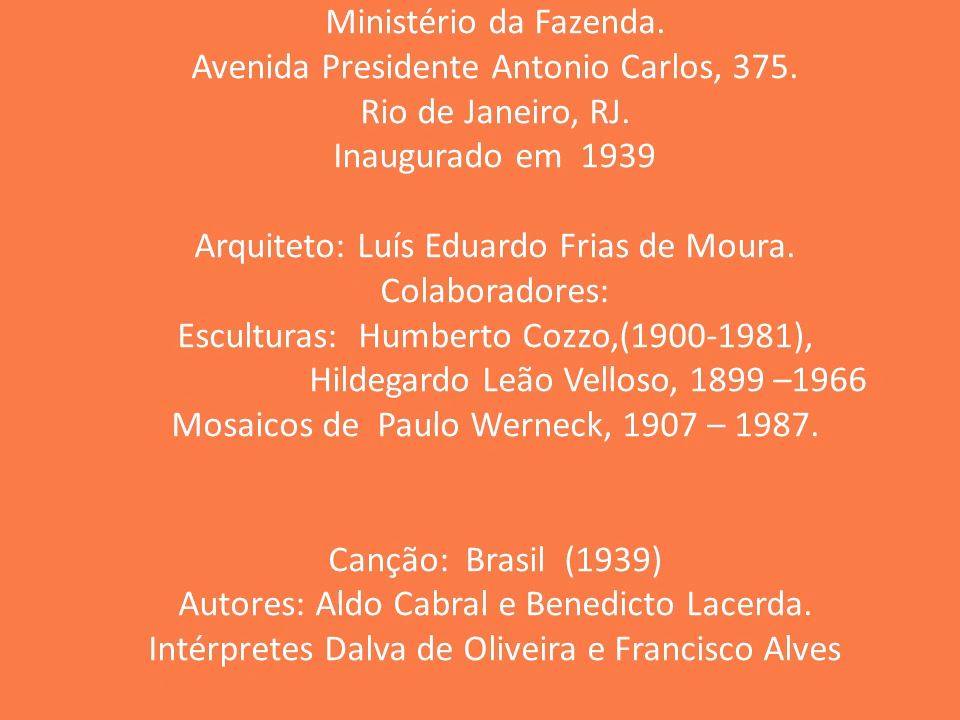 Ministério da Fazenda.
Avenida Presidente Antonio Carlos, 375.
Rio de Janeiro, RJ.
Inaugurado em 1939
Arquiteto: Luís Eduardo Frias de Moura.
Colaboradores:
Esculturas: Humberto Cozzo,(1900-1981),
Hildegardo Leão Velloso, 1899 –1966
Mosaicos de Paulo Werneck, 1907 – 1987.
Canção: Brasil (1939)
Autores: Aldo Cabral e Benedicto Lacerda.
Intérpretes Dalva de Oliveira e Francisco Alves